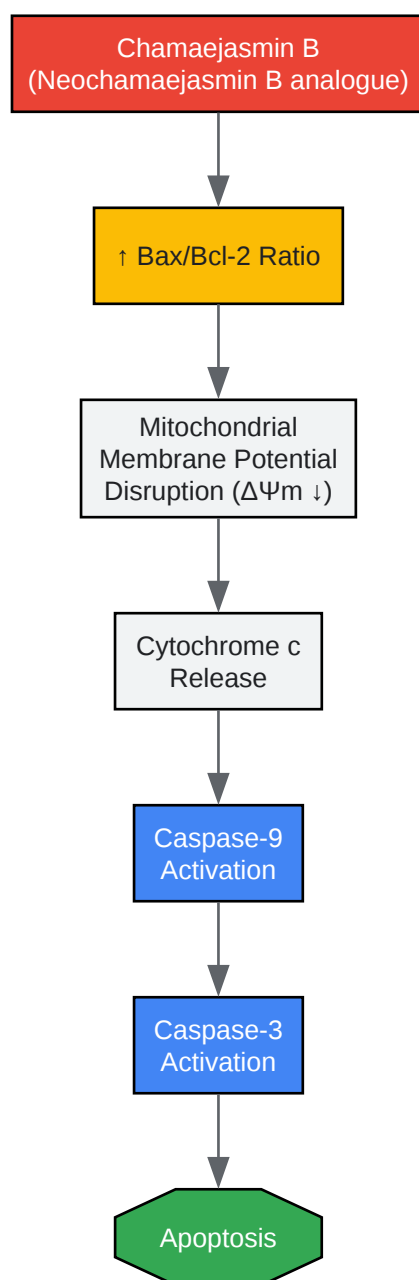 Chamaejasmin B
(Neochamaejasmin B analogue)
↑ Bax/Bcl-2 Ratio
Mitochondrial
Membrane Potential
Disruption (ΔΨm ↓)
Cytochrome c
Release
Caspase-9
Activation
Caspase-3
Activation
Apoptosis